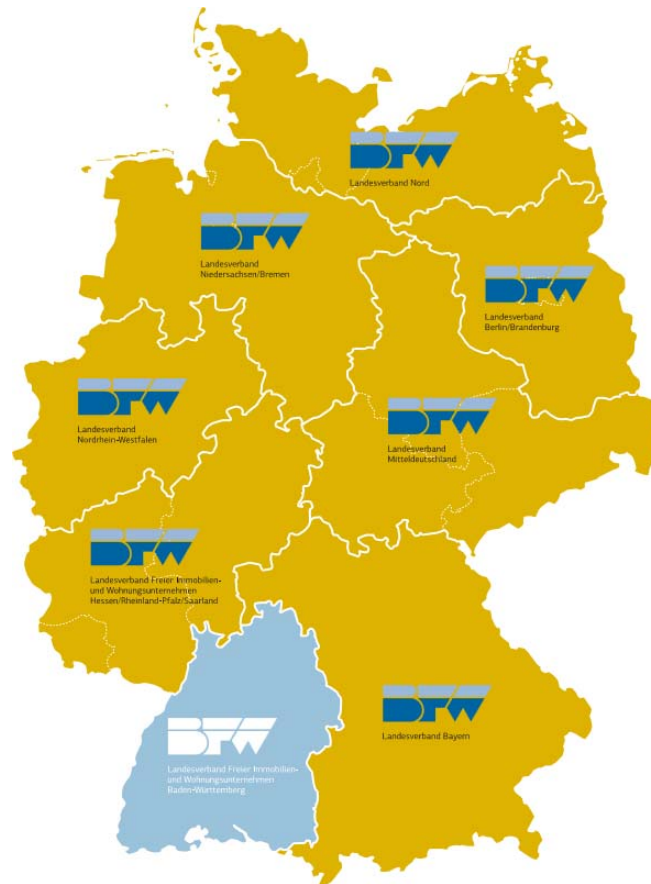 BFW
Landesverband Nord
BFW
Landesverband
Niedersachsen/Bremen
BFW
Landesverband
Berlin/Brandenburg
BFW
Landesverband
Nordrhein-Westfalen
BFW
Landesverband
Mitteldeutschland
BFW
Landesverband Freier Immobilien-
und Wohnungsunternehmen
Hessen/Rheinland-Pfalz/Saarland
BFW
Landesverband Bayern
BFW
Landesverband Freier Immobilien-
und Wohnungsunternehmen
Baden-Württemberg